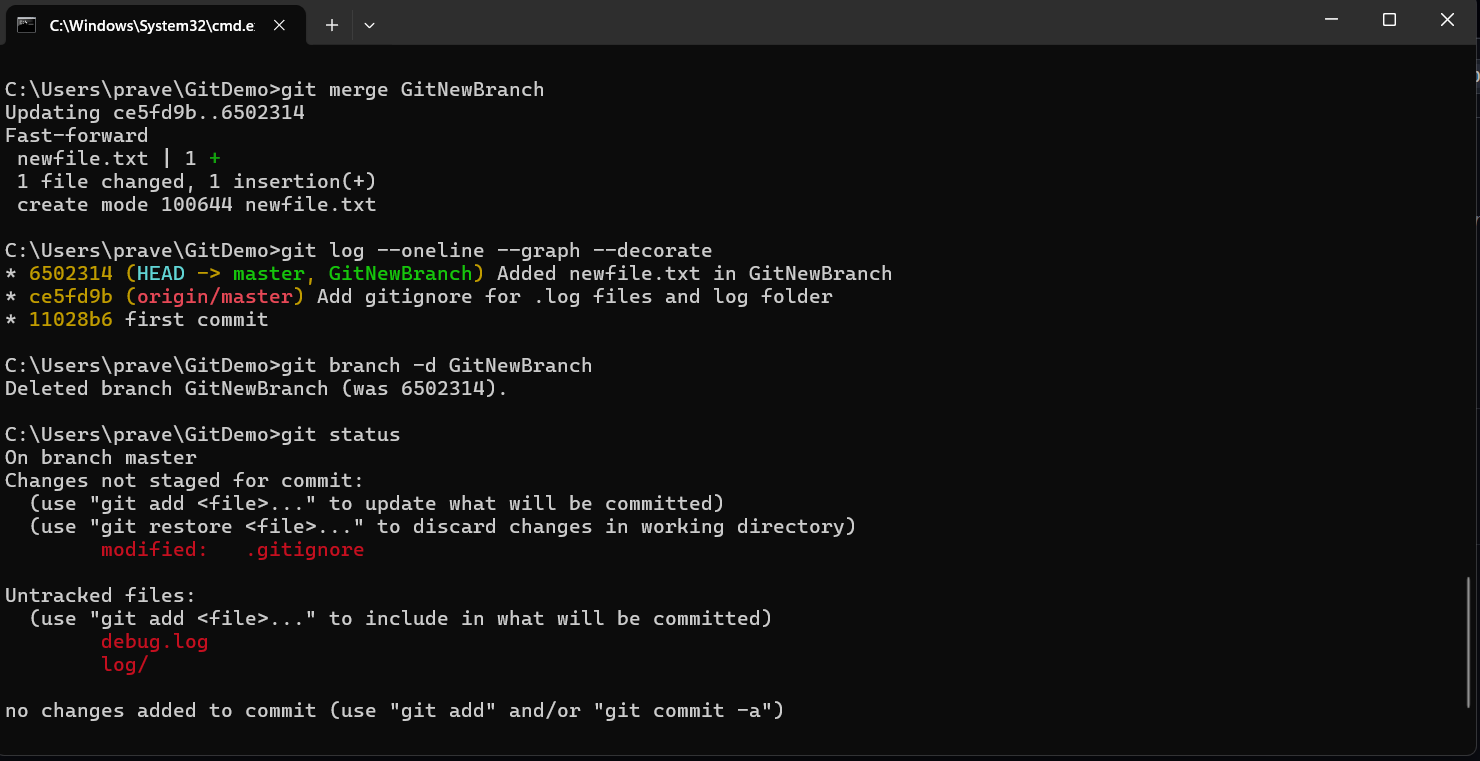 C:\Windows\System32\cmd.e
C:\Users\prave\GitDemo>git merge GitNewBranch
Updating ce5fd9b..6502314
Fast-forward
 newfile.txt | 1 +
 1 file changed, 1 insertion(+)
 create mode 100644 newfile.txt
C:\Users\prave\GitDemo>git log --oneline --graph --decorate
* 6502314 (HEAD -> master, GitNewBranch) Added newfile.txt in GitNewBranch
* ce5fd9b (origin/master) Add gitignore for .log files and log folder
* 11028b6 first commit
C:\Users\prave\GitDemo>git branch -d GitNewBranch
Deleted branch GitNewBranch (was 6502314).
C:\Users\prave\GitDemo>git status
On branch master
Changes not staged for commit:
  (use "git add <file>..." to update what will be committed)
  (use "git restore <file>..." to discard changes in working directory)
        modified:   .gitignore
Untracked files:
  (use "git add <file>..." to include in what will be committed)
        debug.log
        log/
no changes added to commit (use "git add" and/or "git commit -a")